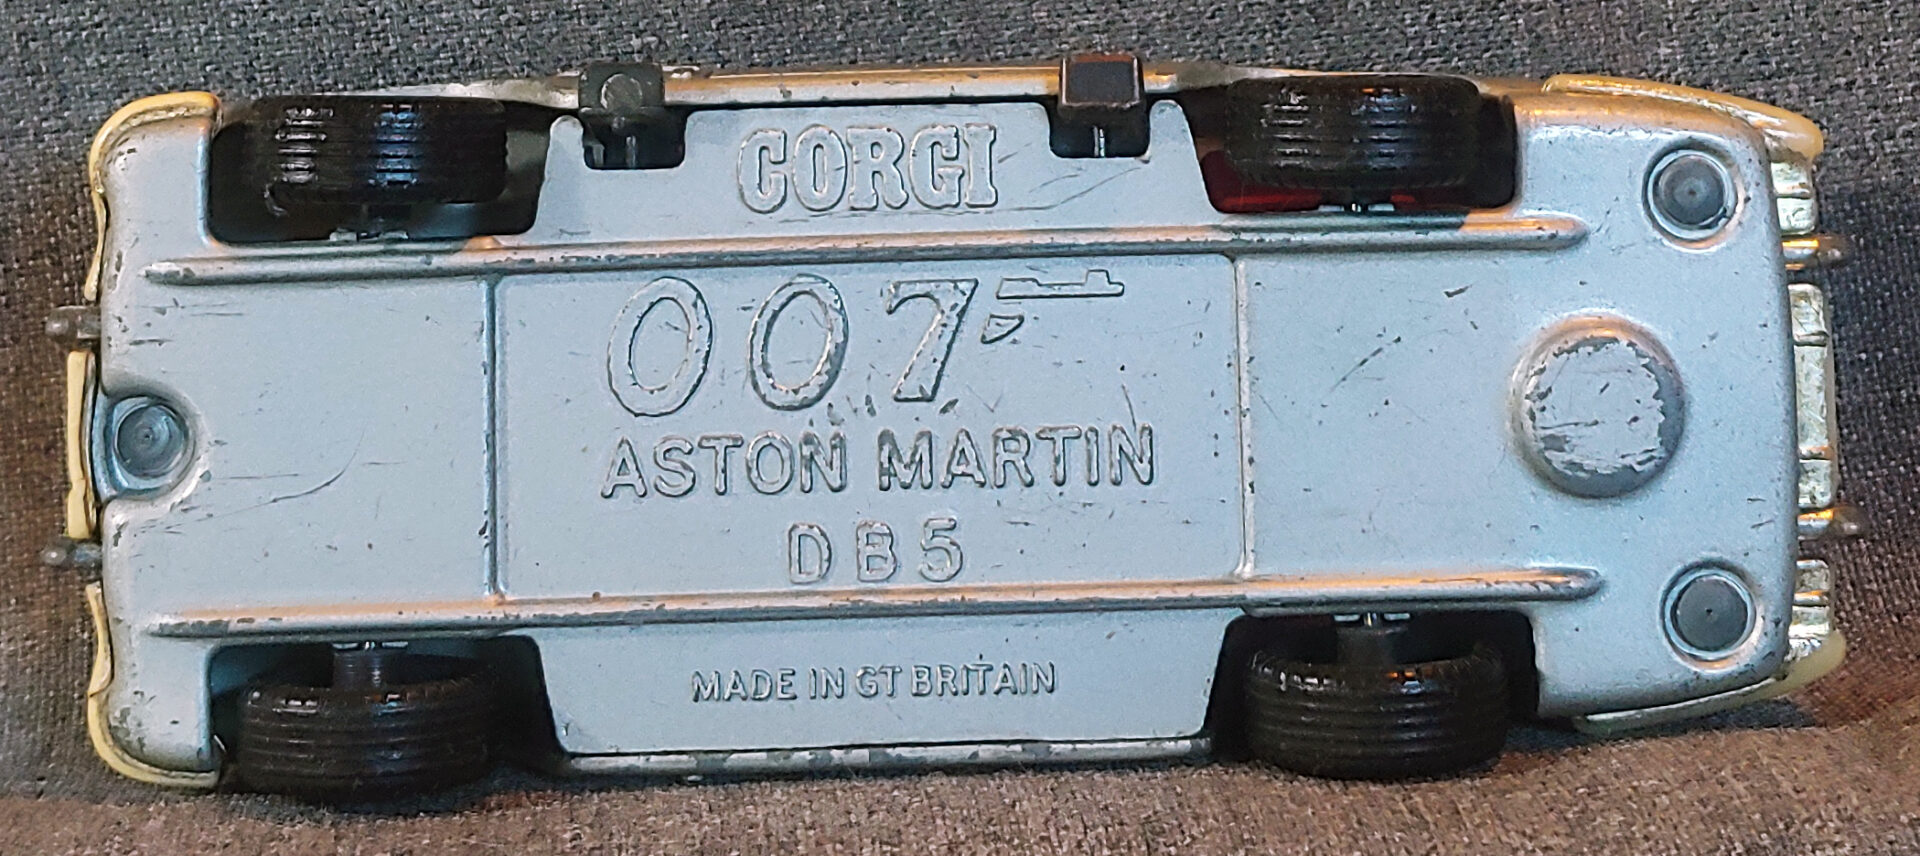 CORGI
007
ASTON MARTIN
DB5
MADE IN GT BRITAIN